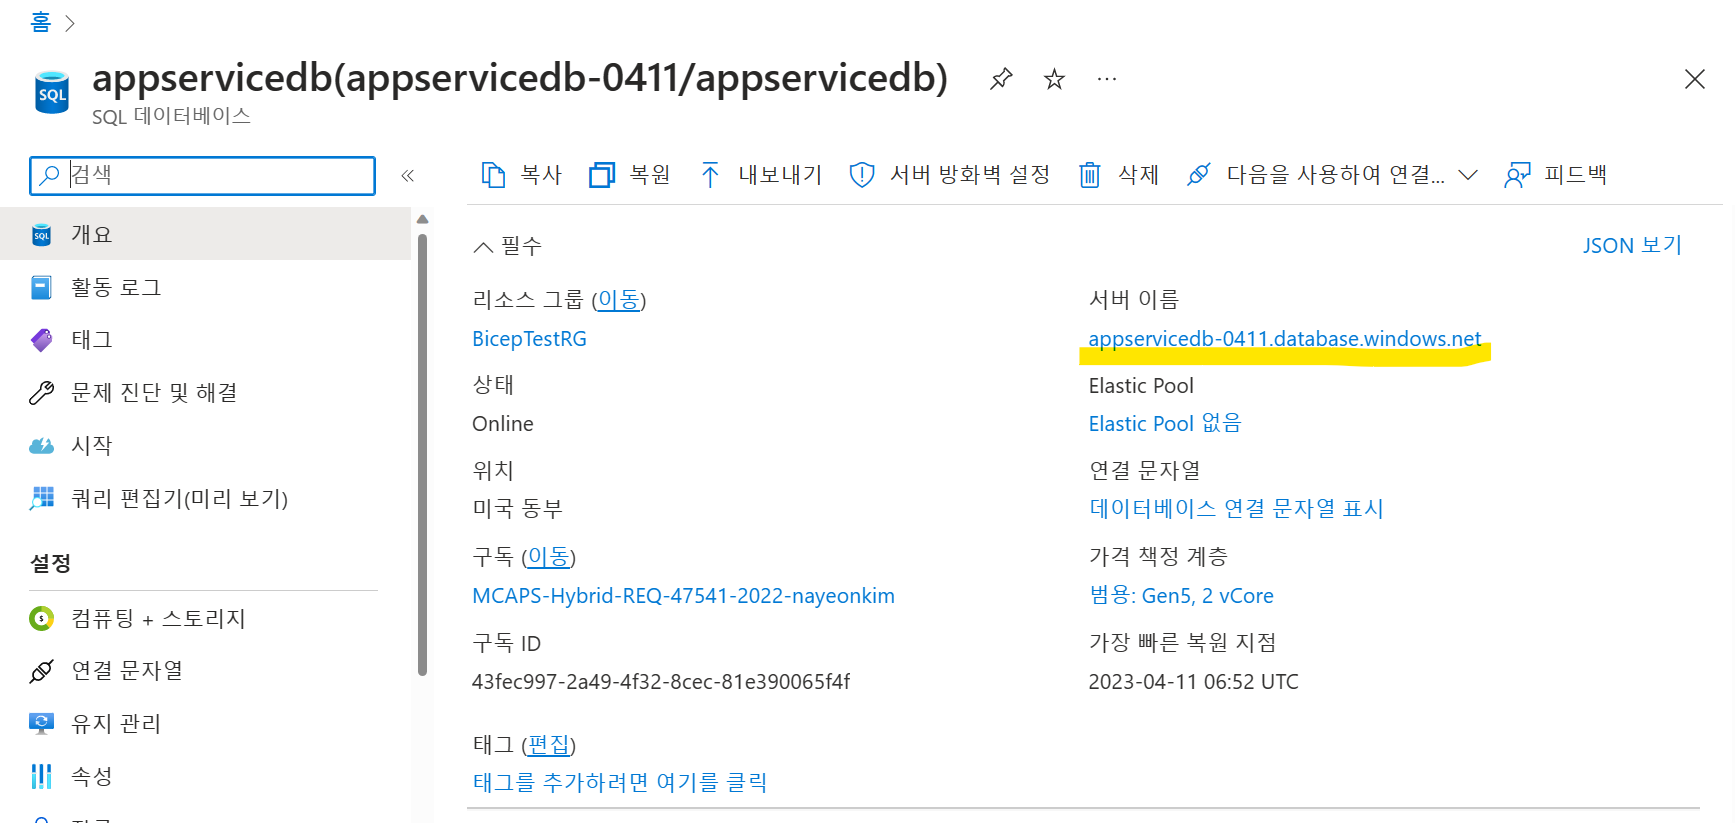 홈
appservicedb(appservicedb-0411/appservicedb)
SQL
SQL 데이터베이스
검색
복사
복원
내보내기
서버 방화벽 설정
삭제
다음을 사용하여 연결...
피드백
개요
활동 로그
태그
문제 진단 및 해결
시작
쿼리 편집기(미리 보기)
설정
컴퓨팅 + 스토리지
연결 문자열
유지 관리
속성
필수
JSON 보기
리소스 그룹 (이동)
BicepTestRG
상태
Online
위치
미국 동부
구독 (이동)
MCAPS-Hybrid-REQ-47541-2022-nayeonkim
구독 ID
43fec997-2a49-4f32-8cec-81e390065f4f
태그 (편집)
태그를 추가하려면 여기를 클릭
서버 이름
appservicedb-0411.database.windows.net
Elastic Pool
Elastic Pool 없음
연결 문자열
데이터베이스 연결 문자열 표시
가격 책정 계층
범용: Gen5, 2 vCore
가장 빠른 복원 지점
2023-04-11 06:52 UTC